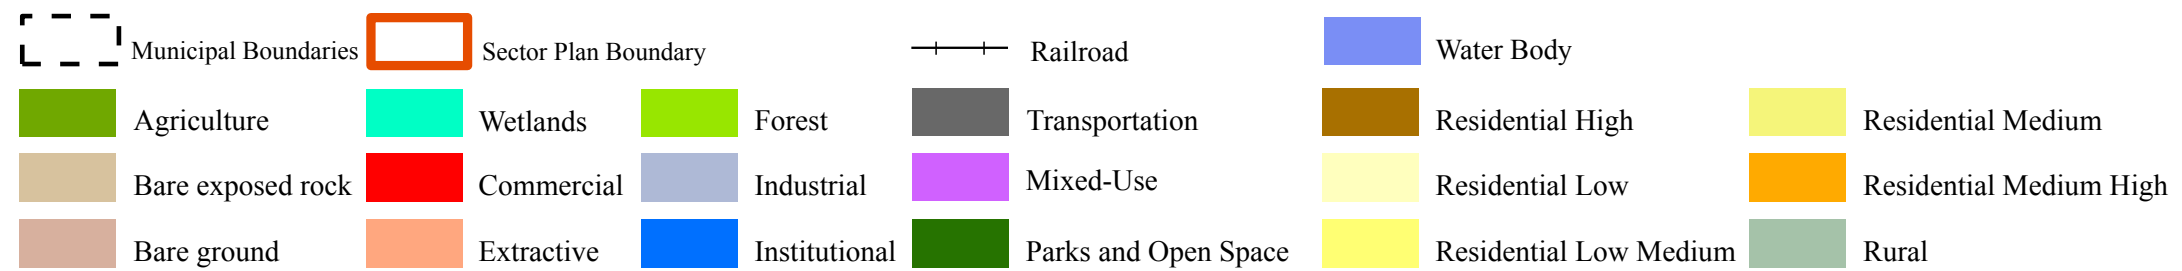 Municipal Boundaries Sector Plan Boundary Railroad Water Body
Agriculture Wetlands Forest Transportation Residential High Residential Medium
Bare exposed rock Commercial Industrial Mixed-Use Residential Low Residential Medium High
Bare ground Extractive Institutional Parks and Open Space Residential Low Medium Rural